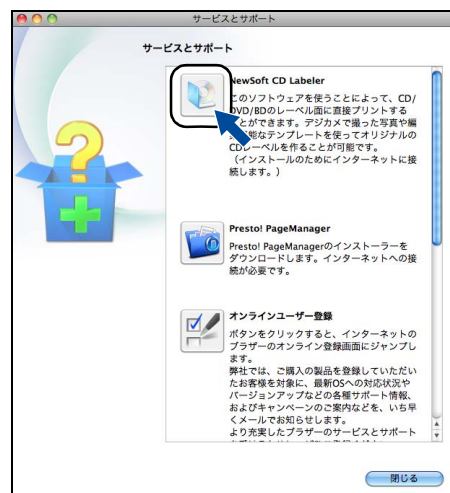 サービスとサポート
サービスとサポート
NewSoft CD Labeler
このソフトウェアを使うことによって、CD/
DVD/BDのレーベル面に直接プリントする
とができます。デジカメで撮った写真や編
可能なテンプレートを使ってオリジナルの
CDレーベルを作ることが可能です。
(インストールのためにインターネットに接
続します。)
Presto! PageManager
Presto! PageManagerのインストーラーを
ダウンロードします。インターネットへの接
続が必要です。
オンラインユーザー登録
ボタンをクリックすると、インターネットの
ブラザーのオンライン登録画面にジャンプし
ます。
弊社では、ご購入の製品を登録していただい
たお客様を対象に、最新OSへの対応状況や
バージョンアップなどの各種サポート情報、
およびキャンペーンのご案内などを、いち早
くメールでお知らせします。
より充実したブラザーのサービスとサポート
閉じる